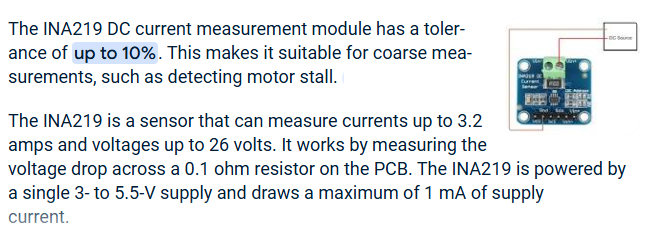 The INA219 DC current measurement module has a toler-
ance of up to 10%. This makes it suitable for coarse mea-
surements, such as detecting motor stall.
The INA219 is a sensor that can measure currents up to 3.2
amps and voltages up to 26 volts. It works by measuring the
voltage drop across a 0.1 ohm resistor on the PCB. The INA219 is powered by
a single 3- to 5.5-V supply and draws a maximum of 1 mA of supply
current.
DC Source
INA219 DC
Current
Sensor